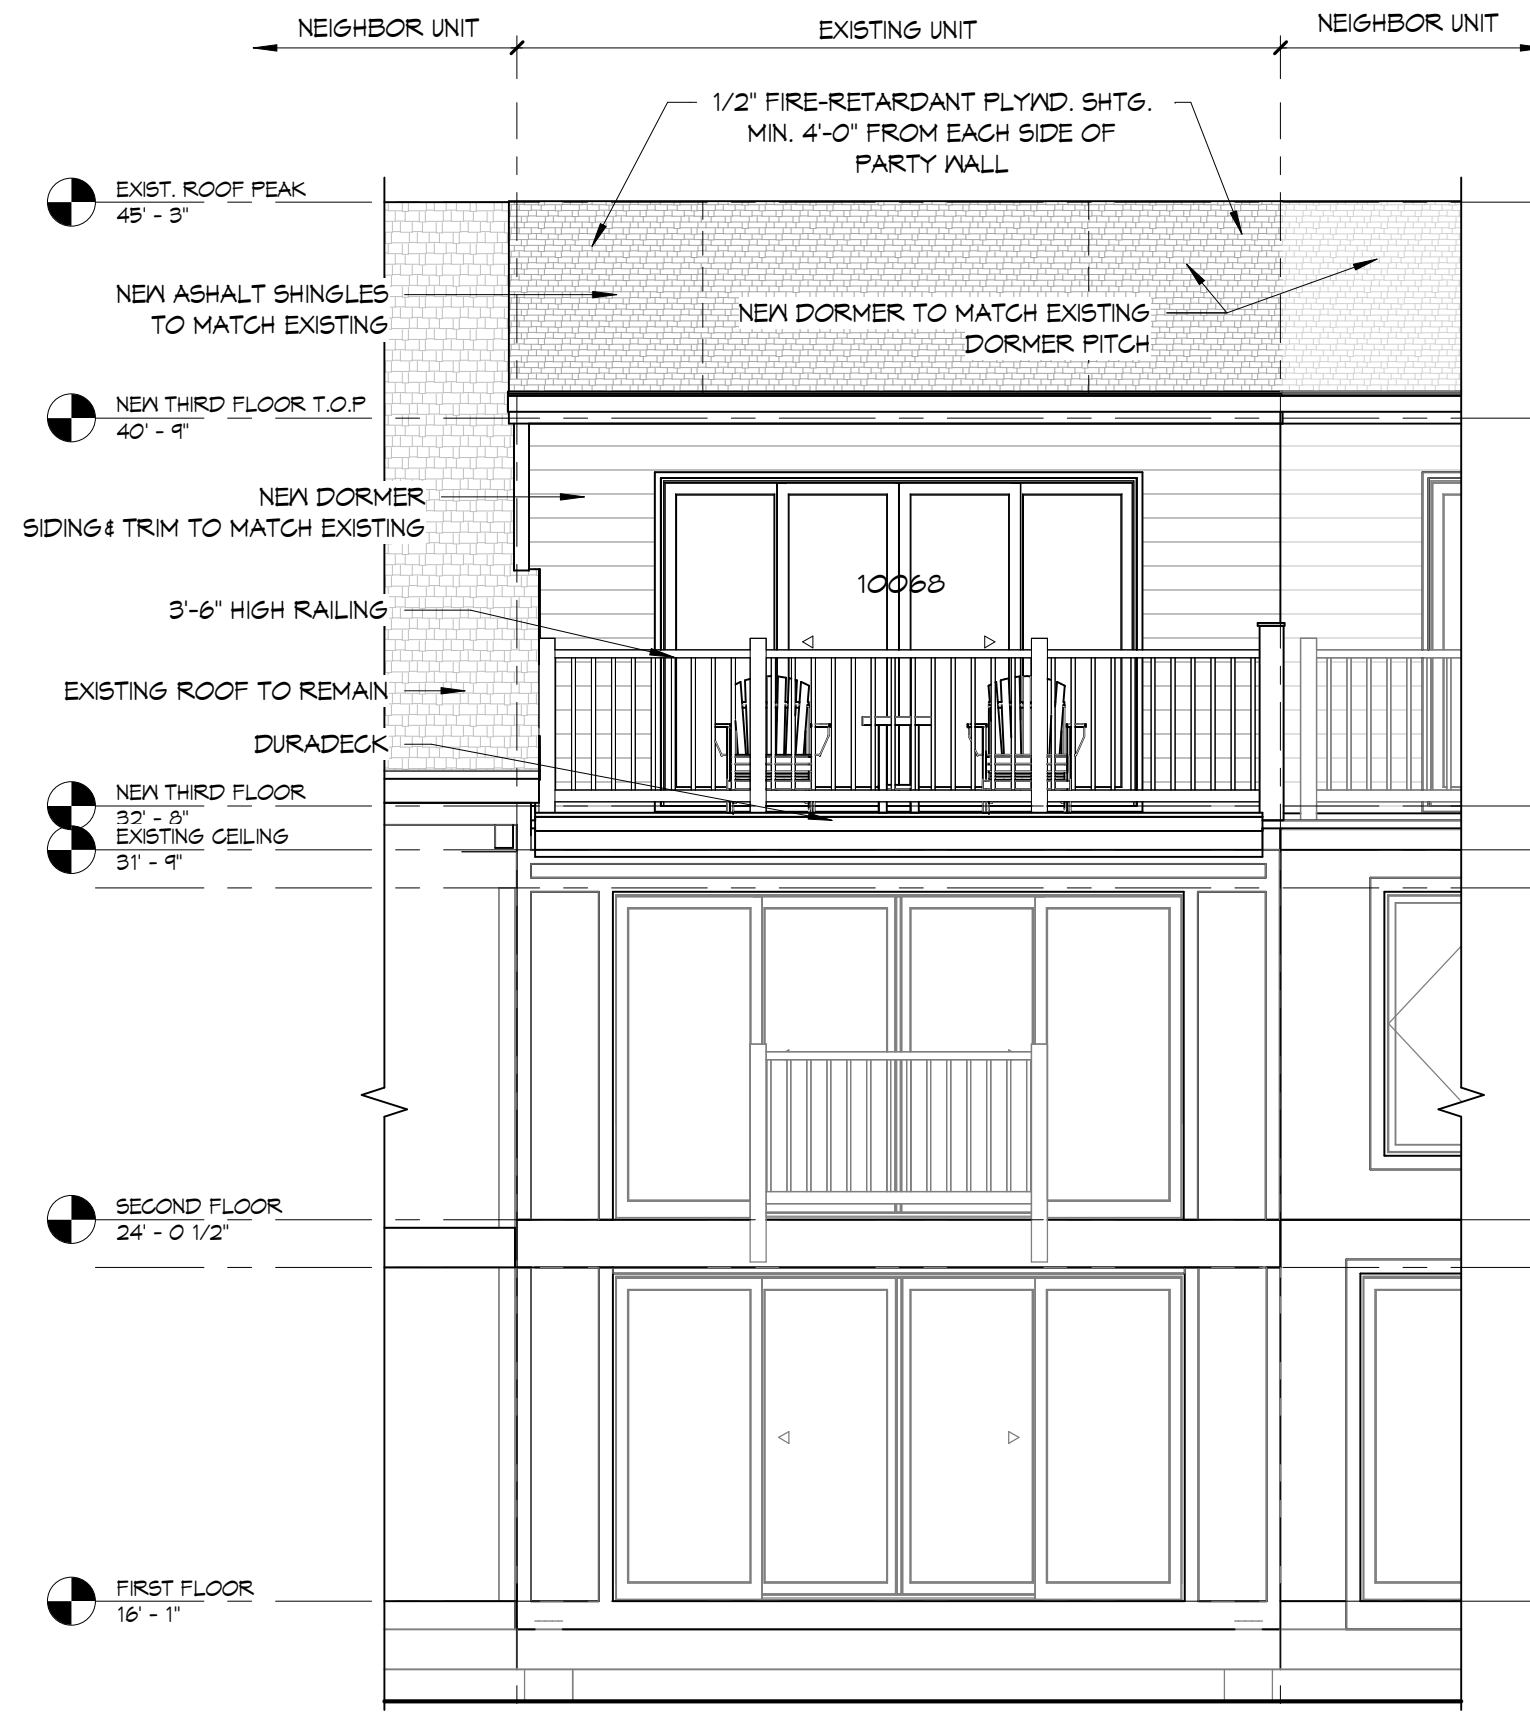 NEIGHBOR UNIT
EXISTING UNIT
NEIGHBOR UNIT
1/2" FIRE-RETARDANT PLYWD. SHTG.
MIN. 4'-0" FROM EACH SIDE OF
PARTY WALL
EXIST. ROOF PEAK
45' - 3"
NEW ASHALT SHINGLES
TO MATCH EXISTING
NEW DORMER TO MATCH EXISTING
DORMER PITCH
NEW THIRD FLOOR T.O.P
40' - 9"
NEW DORMER
SIDING& TRIM TO MATCH EXISTING
10068
3'-6" HIGH RAILING
EXISTING ROOF TO REMAIN
DURADECK
NEW THIRD FLOOR
32' - 8"
EXISTING CEILING
31' - 9"
SECOND FLOOR
24' - 0 1/2"
FIRST FLOOR
16' - 1"